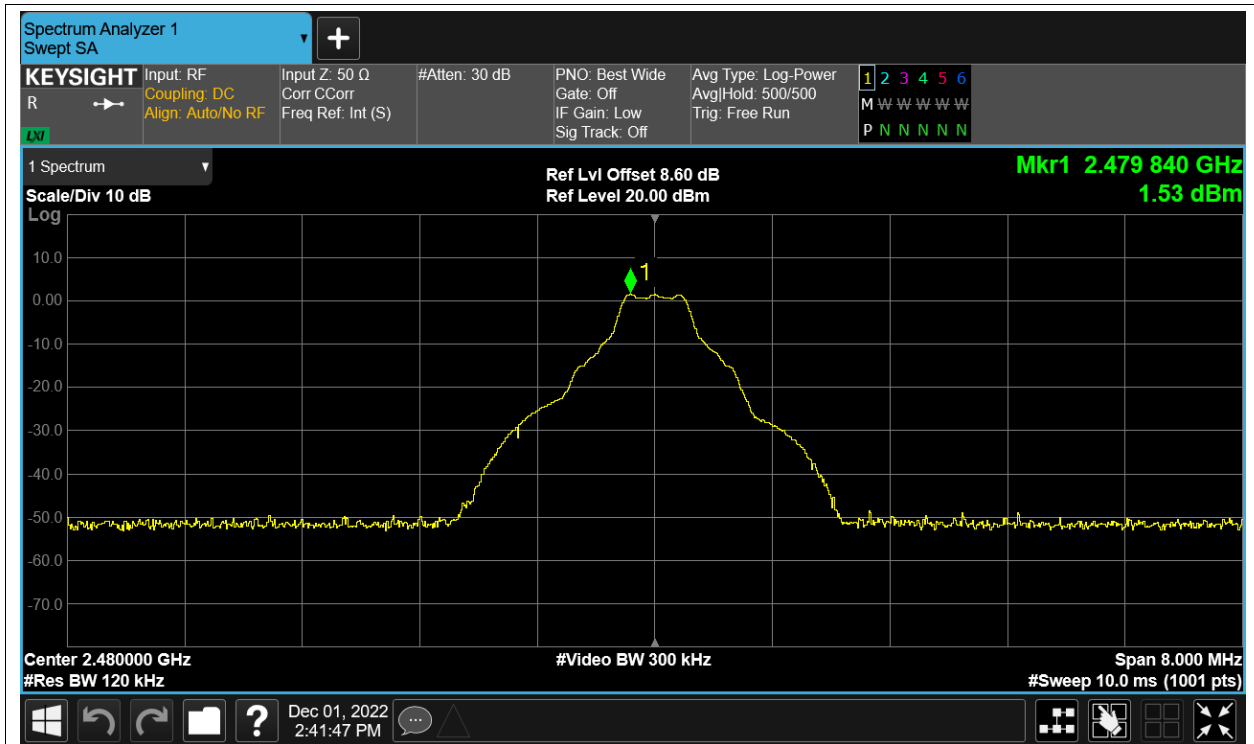 Spectrum Analyzer 1
Swept SA
KEYSIGHT
R
LXI
Input: RF
Coupling: DC
Align: Auto/No RF
Input Z: 50 Ω
Corr CCorr
Freq Ref: Int (S)
#Atten: 30 dB
PNO: Best Wide
Gate: Off
IF Gain: Low
Sig Track: Off
Avg Type: Log-Power
Avg|Hold: 500/500
Trig: Free Run
1 2 3 4 5 6
M W W W W W
P N N N N N
1 Spectrum
Scale/Div 10 dB
Log
Ref Lvl Offset 8.60 dB
Ref Level 20.00 dBm
Mkr1 2.479 840 GHz
1.53 dBm
10.0
1
0.00
-10.0
-20.0
-30.0
-40.0
-50.0
-60.0
-70.0
Center 2.480000 GHz
#Res BW 120 kHz
#Video BW 300 kHz
Span 8.000 MHz
#Sweep 10.0 ms (1001 pts)
?
Dec 01, 2022
2:41:47 PM